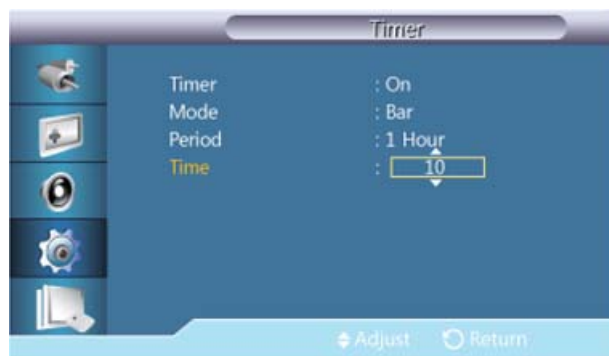 Timer
Timer : On
Mode : Bar
Period : 1 Hour
Time : 10
Adjust Return